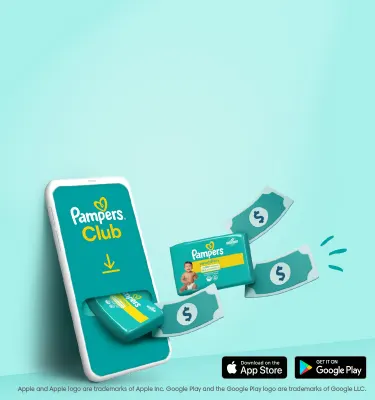 Pampers
Club
Pampers
$
$
$
Download on the
App Store
GET IT ON
Google Play
Apple and Apple logo are trademarks of Apple Inc. Google Play and the Google Play logo are trademarks of Google LLC.